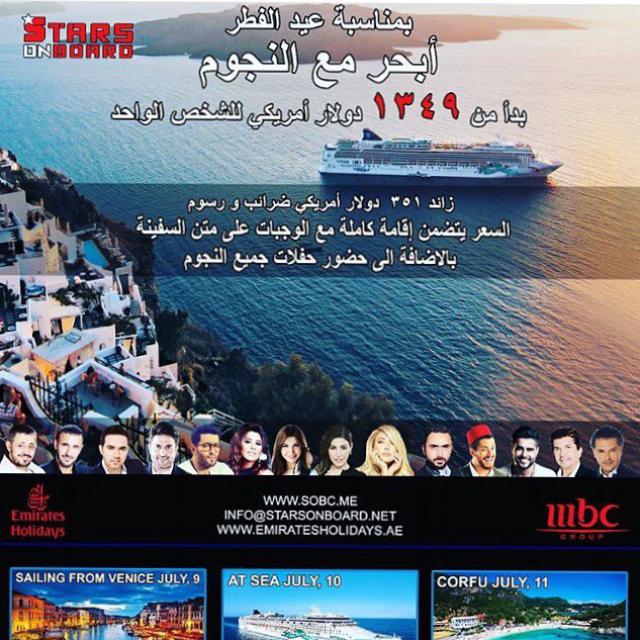 STARS
ON BOARD
بمناسبة عيد الفطر
أبحر مع النجوم
بدأ من ١٣٤٩ دولار أمريكي للشخص الواحد
زائد ٣٥١ دولار أمريكي ضرائب و رسوم
السعر يتضمن إقامة كاملة مع الوجبات على متن السفينة
بالاضافة الى حضور حفلات جميع النجوم
Emirates
Holidays
WWW.SOBC.ME
INFO@STARSONBOARD.NET
WWW.EMIRATESHOLIDAYS.AE
mbc
GROUP
SAILING FROM VENICE JULY, 9
AT SEA JULY, 10
CORFU JULY, 11